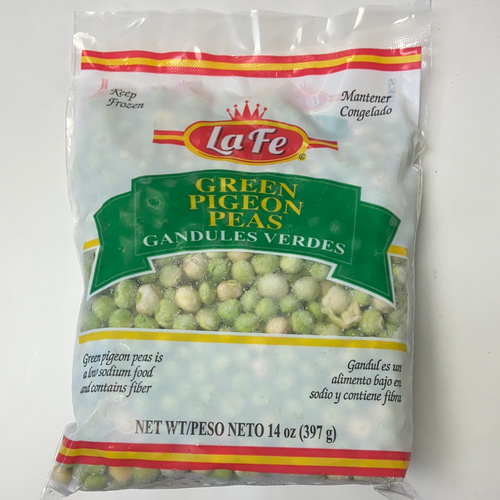 Keep
Frozen
Mantener
Congelado
La Fe
GREEN
PIGEON
PEAS
GANDULES VERDES
Green pigeon peas is
a low sodium food
and contains fiber
Gandul es un
alimento bajo en
sodio y contiene fibra
NET WT/PESO NETO 14 oz (397 g)